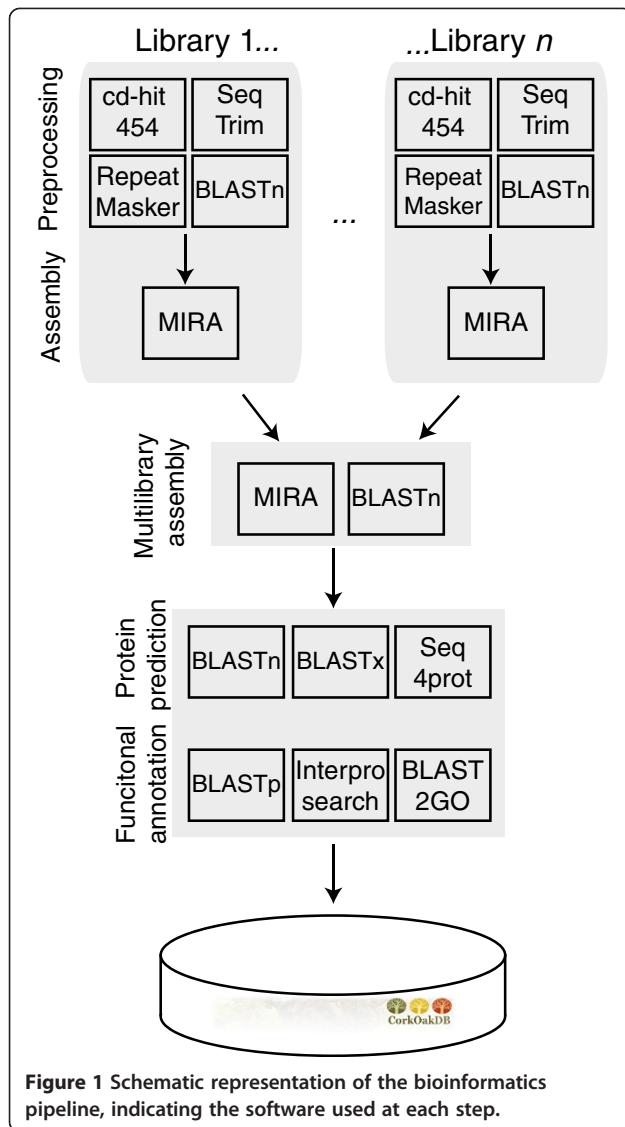 Library 1...
...Library n
Preprocessing
cd-hit
454
Seq
Trim
Repeat
Masker
BLASTn
...
cd-hit
454
Seq
Trim
Repeat
Masker
BLASTn
Assembly
MIRA
MIRA
Multilibrary
assembly
MIRA
BLASTn
Protein
prediction
BLASTn
BLASTx
Seq
4prot
Funcitonal
annotation
BLASTp
Interpro
search
BLAST
2GO
CorkOakDB
Figure 1 Schematic representation of the bioinformatics
pipeline, indicating the software used at each step.